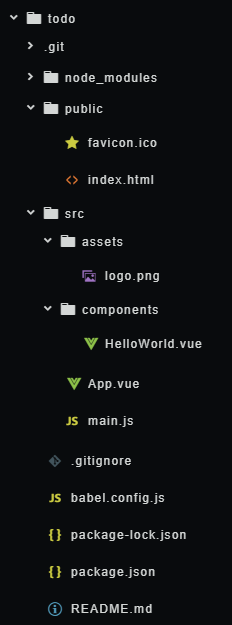 todo
.git
node_modules
public
favicon.ico
index.html
src
assets
logo.png
components
HelloWorld.vue
App.vue
main.js
.gitignore
JS babel.config.js
{} package-lock.json
{} package.json
README.md